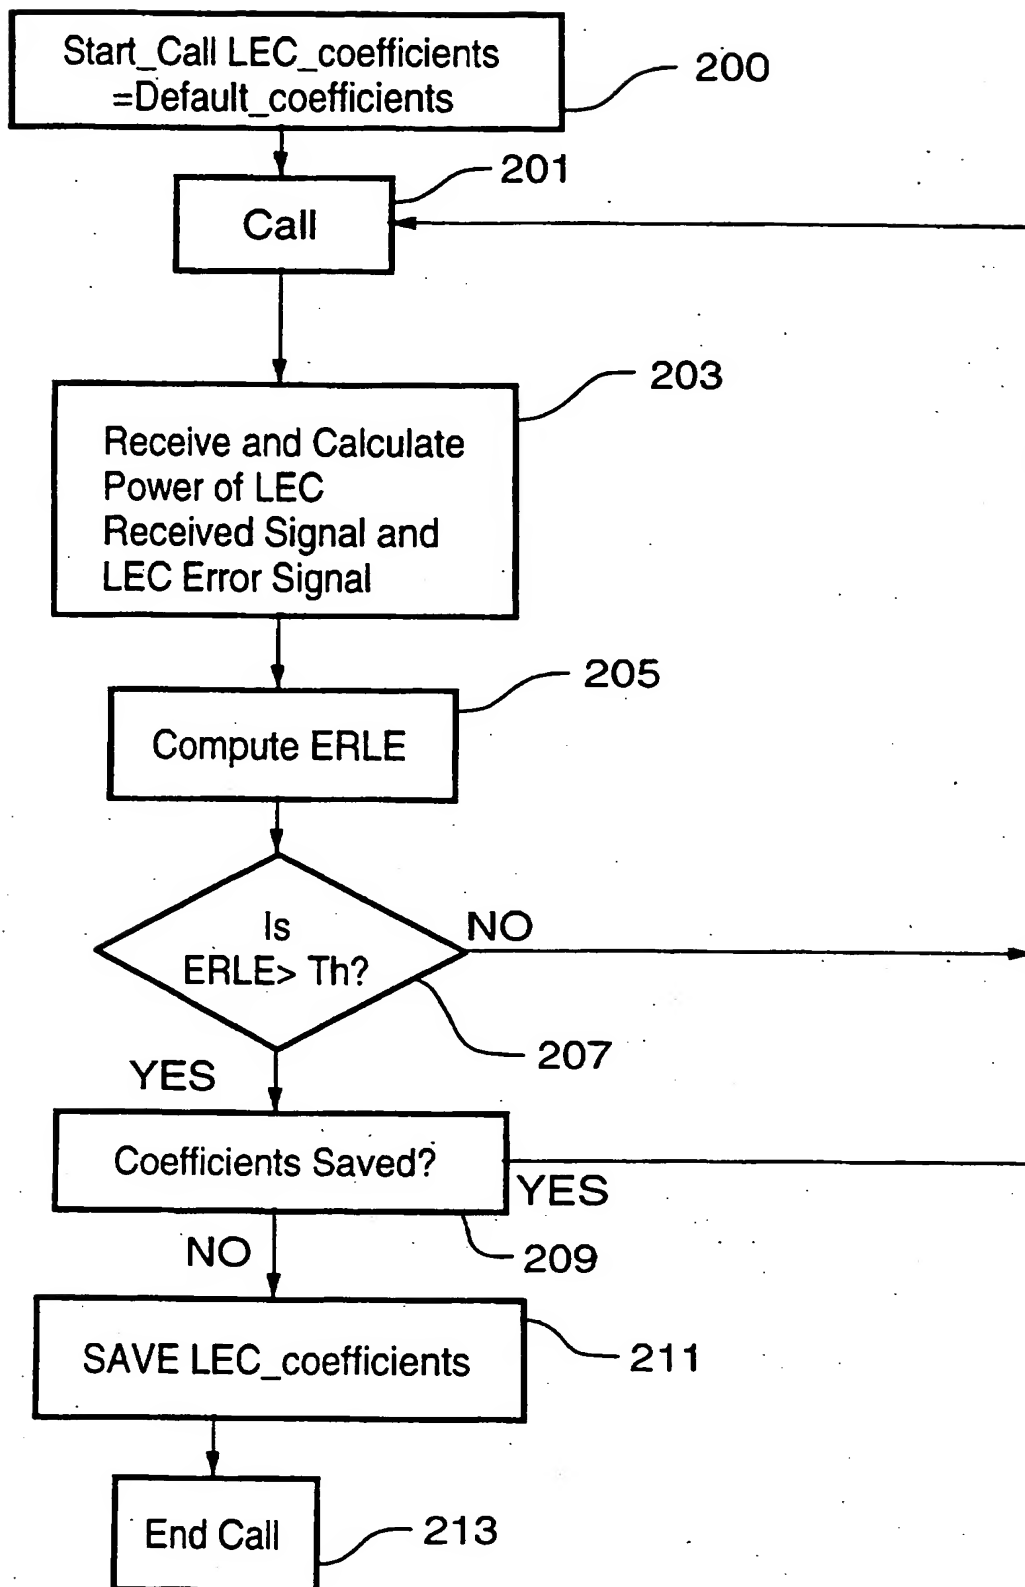 Start_Call LEC_coefficients
=Default_coefficients
200
201
Call
203
Receive and Calculate
Power of LEC
Received Signal and
LEC Error Signal
205
Compute ERLE
Is
ERLE> Th?
NO
207
YES
Coefficients Saved?
YES
209
NO
SAVE LEC_coefficients
211
End Call
213